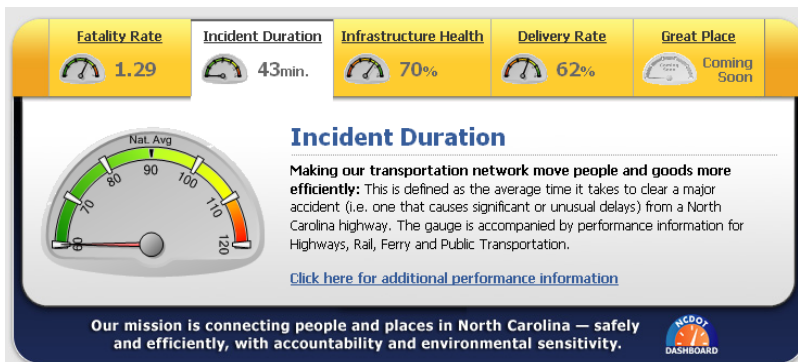 Fatality Rate
1.29
Incident Duration
43min.
Infrastructure Health
70%
Delivery Rate
62%
Great Place
Coming
Soon
Coming
Soon
Nat. Avg
60
70
80
90
100
110
120
Incident Duration
Making our transportation network move people and goods more
efficiently: This is defined as the average time it takes to clear a major
accident (i.e. one that causes significant or unusual delays) from a North
Carolina highway. The gauge is accompanied by performance information for
Highways, Rail, Ferry and Public Transportation.
Click here for additional performance information
Our mission is connecting people and places in North Carolina — safely
and efficiently, with accountability and environmental sensitivity.
NCDOT
DASHBOARD